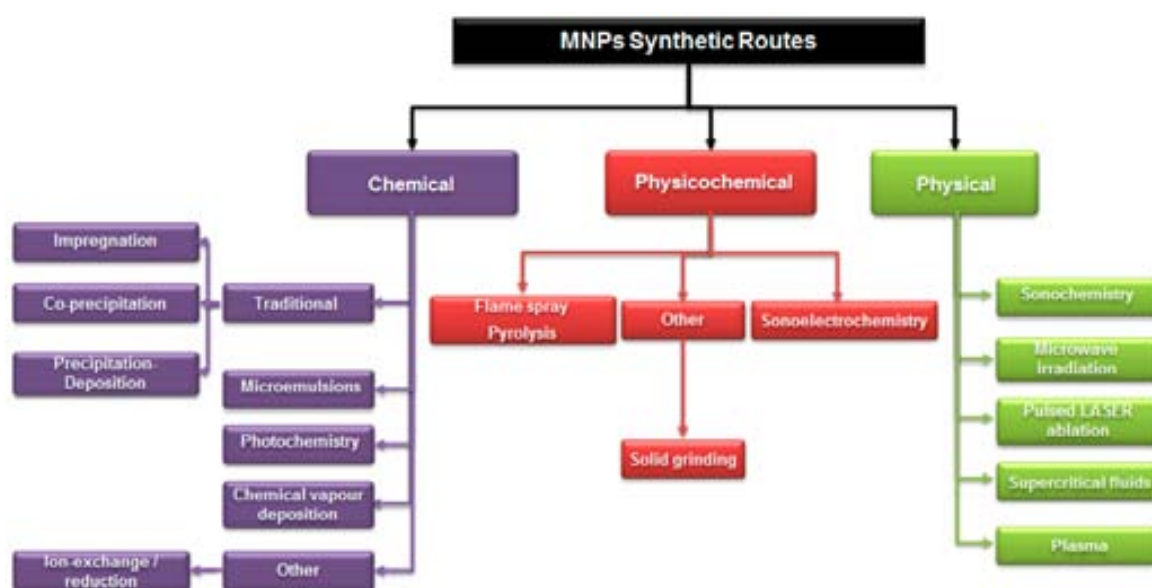 MNPs Synthetic Routes
Chemical
Physicochemical
Physical
Impregnation
Co-precipitation
Precipitation-
Deposition
Traditional
Microemulsions
Photochemistry
Chemical vapour
deposition
Other
Ion-exchange /
reduction
Flame spray
Pyrolysis
Other
Sonoelectrochemistry
Solid grinding
Sonochemistry
Microwave
irradiation
Pulsed LASER
ablation
Supercritical fluids
Plasma